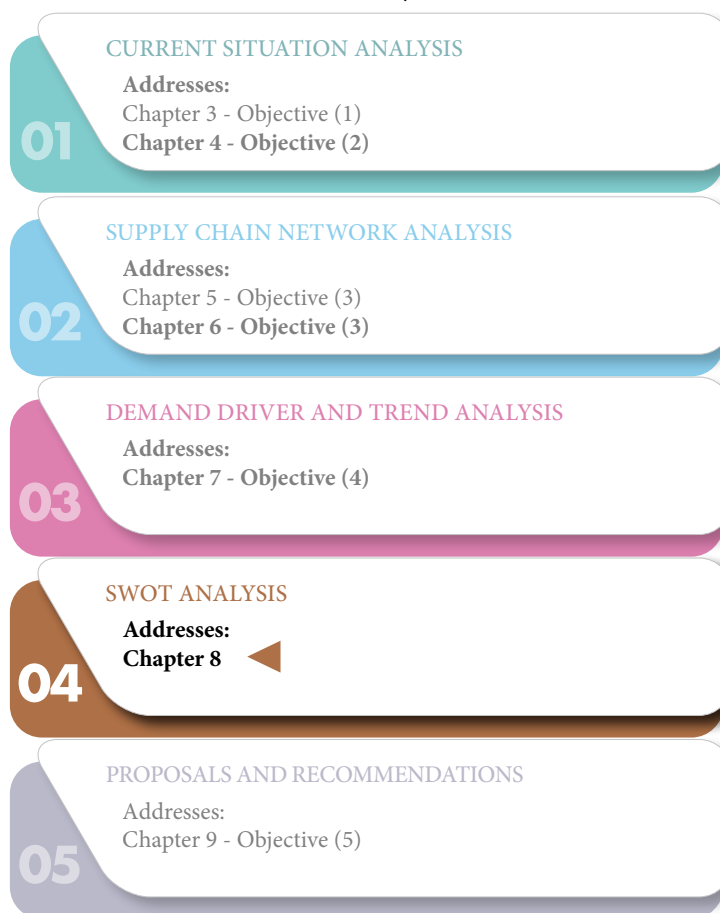 CURRENT SITUATION ANALYSIS
Addresses:
Chapter 3 - Objective (1)
Chapter 4 - Objective (2)
01
SUPPLY CHAIN NETWORK ANALYSIS
Addresses:
Chapter 5 - Objective (3)
Chapter 6 - Objective (3)
02
DEMAND DRIVER AND TREND ANALYSIS
Addresses:
Chapter 7 - Objective (4)
03
SWOT ANALYSIS
Addresses:
Chapter 8
04
PROPOSALS AND RECOMMENDATIONS
Addresses:
Chapter 9 - Objective (5)
05